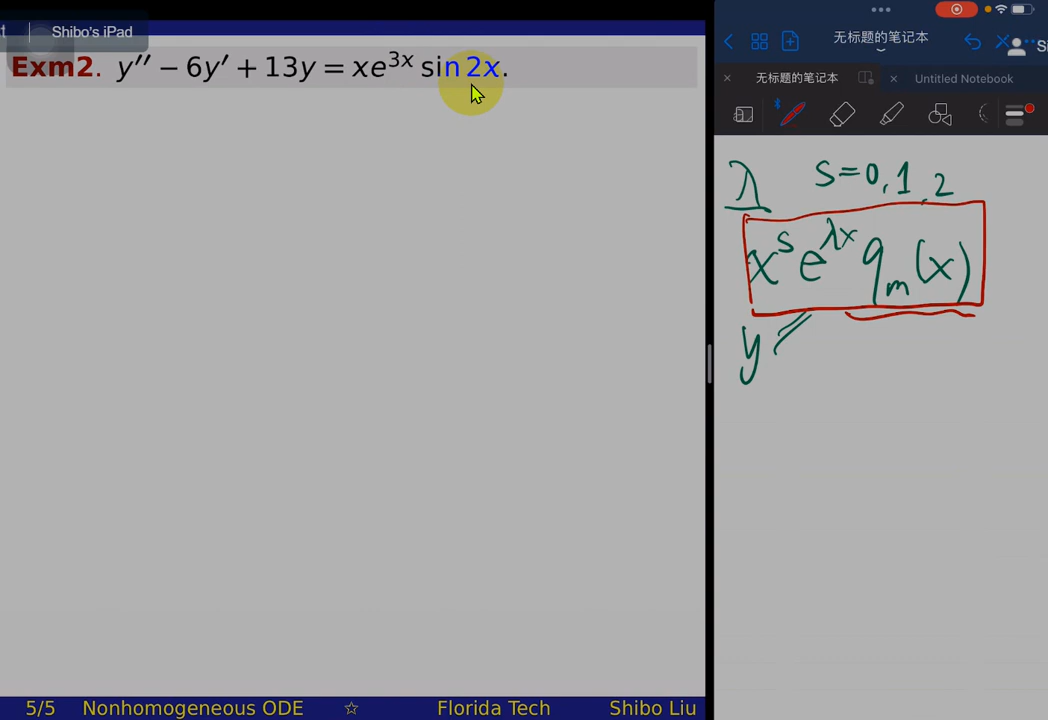 Shibo's iPad
Exm2. y′′ − 6y′ + 13y = xe^{3x} sin 2x.
5/5 Nonhomogeneous ODE ☆ Florida Tech Shibo Liu
无标题的笔记本
无标题的笔记本 Untitled Notebook
λ s=0,1,2
x^s e^{λx} q_m(x)
y